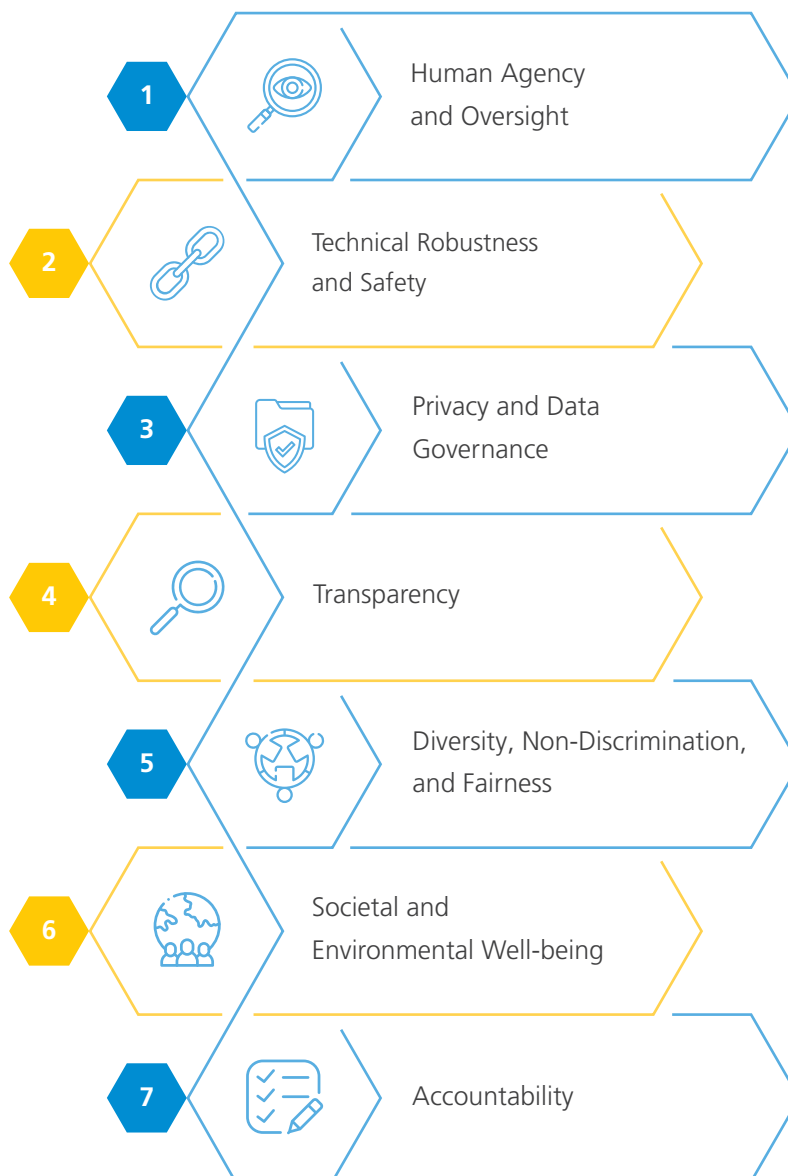 1
Human Agency
and Oversight
2
Technical Robustness
and Safety
3
Privacy and Data
Governance
4
Transparency
5
Diversity, Non-Discrimination,
and Fairness
6
Societal and
Environmental Well-being
7
Accountability